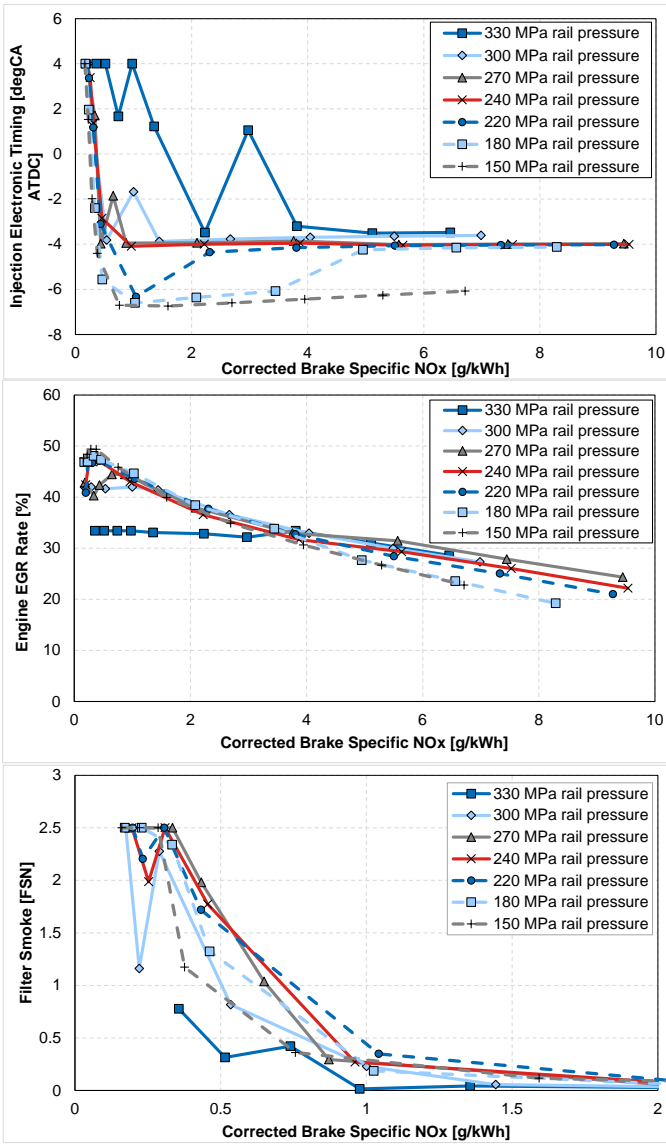 Injection Electronic Timing [degCA
ATDC]
6
4
2
0
-2
-4
-6
-8
0
2
4
6
8
10
330 MPa rail pressure
300 MPa rail pressure
270 MPa rail pressure
240 MPa rail pressure
220 MPa rail pressure
180 MPa rail pressure
150 MPa rail pressure
Corrected Brake Specific NOx [g/kWh]
Engine EGR Rate [%]
60
50
40
30
20
10
0
0
2
4
6
8
10
330 MPa rail pressure
300 MPa rail pressure
270 MPa rail pressure
240 MPa rail pressure
220 MPa rail pressure
180 MPa rail pressure
150 MPa rail pressure
Corrected Brake Specific NOx [g/kWh]
Filter Smoke [FSN]
3
2.5
2
1.5
1
0.5
0
0
0.5
1
1.5
2
330 MPa rail pressure
300 MPa rail pressure
270 MPa rail pressure
240 MPa rail pressure
220 MPa rail pressure
180 MPa rail pressure
150 MPa rail pressure
Corrected Brake Specific NOx [g/kWh]